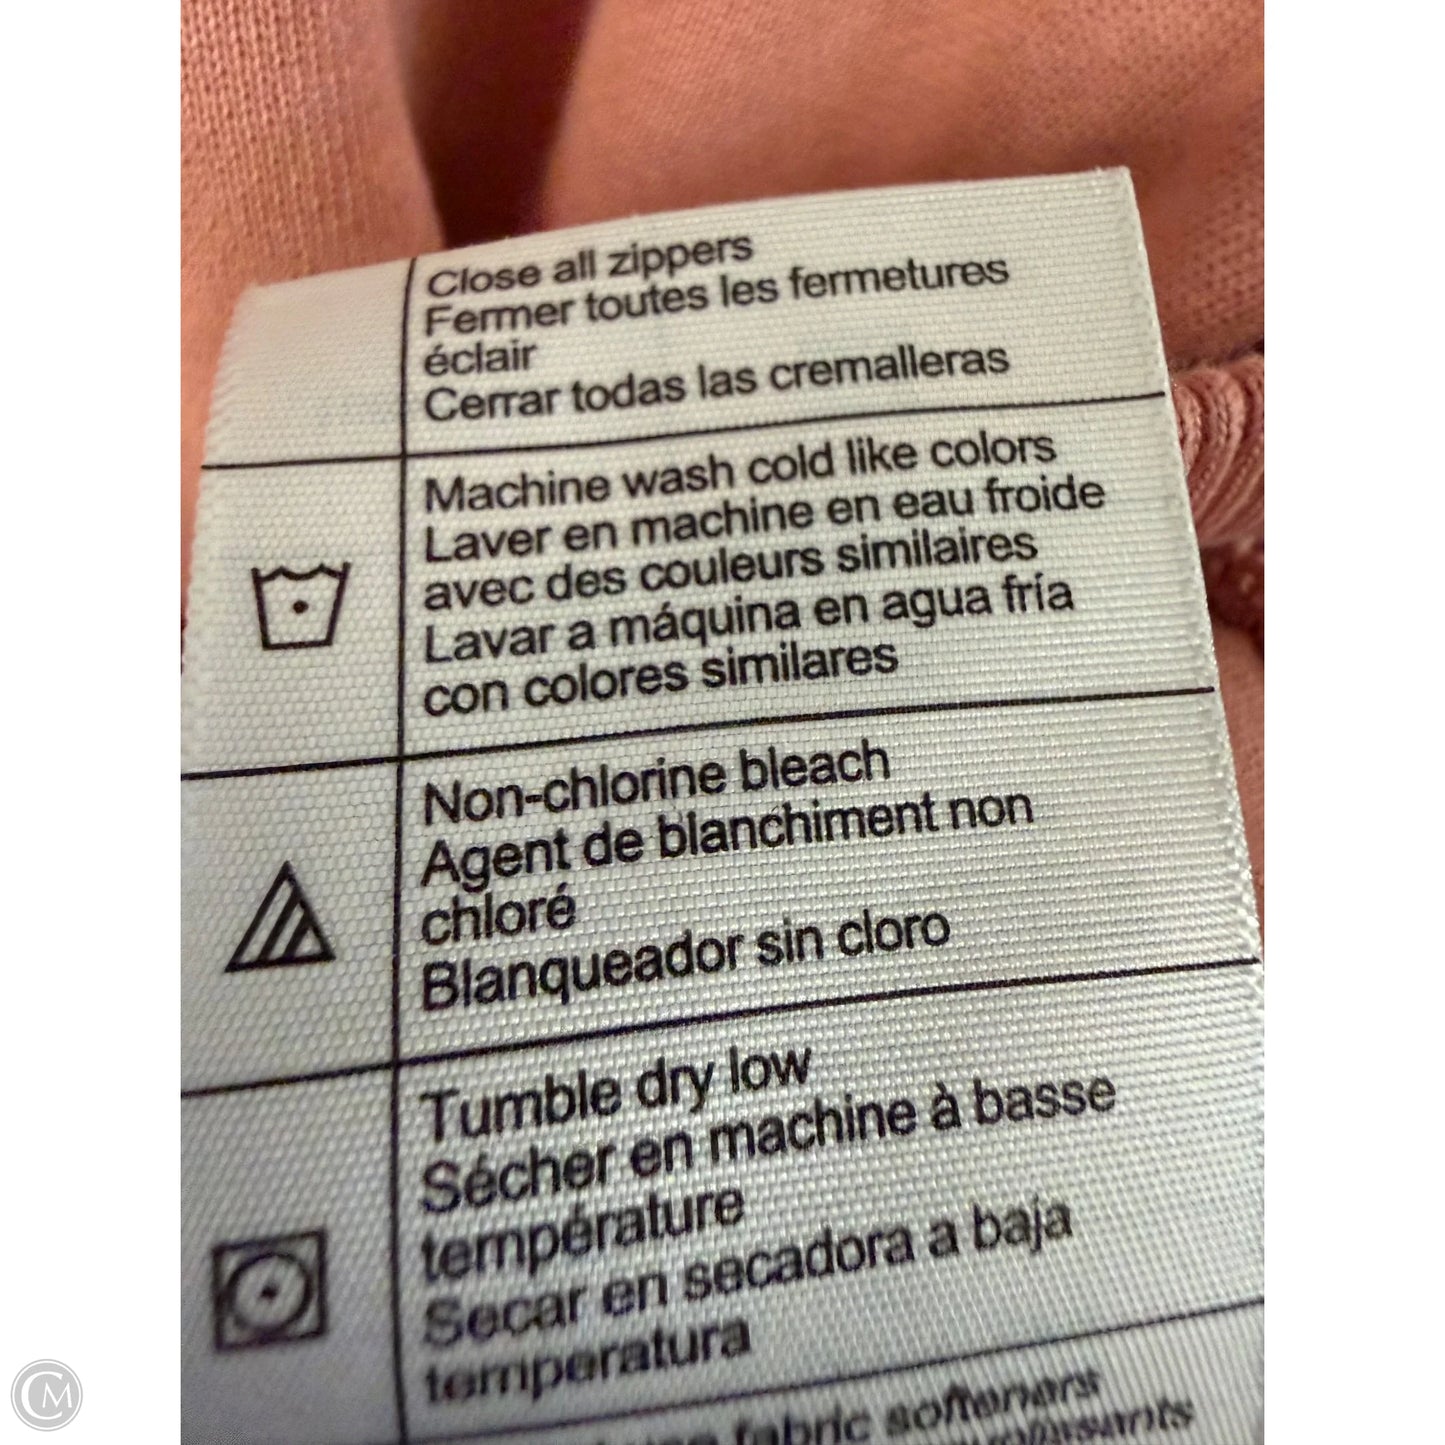 Close all zippers
Fermer toutes les fermetures
éclair
Cerrar todas las cremalleras
Machine wash cold like colors
Laver en machine en eau froide
avec des couleurs similaires
Lavar a máquina en agua fría
con colores similares
Non-chlorine bleach
Agent de blanchiment non
chloré
Blanqueador sin cloro
Tumble dry low
Sécher en machine à basse
température
Secar en secadora a baja
temperatura
fabric softeners
CM